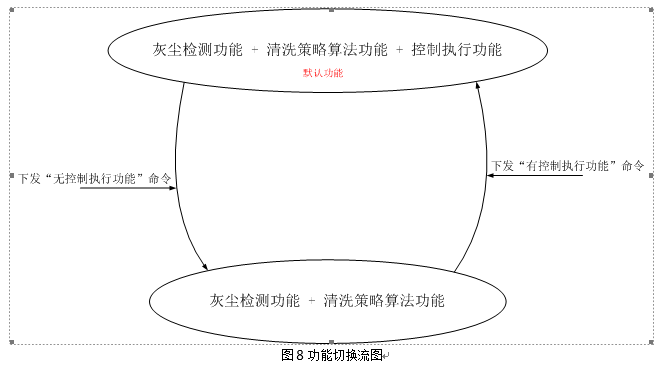 灰尘检测功能 + 清洗策略算法功能 + 控制执行功能
默认功能
下发“无控制执行功能”命令
下发“有控制执行功能”命令
灰尘检测功能 + 清洗策略算法功能
图8功能切换流图